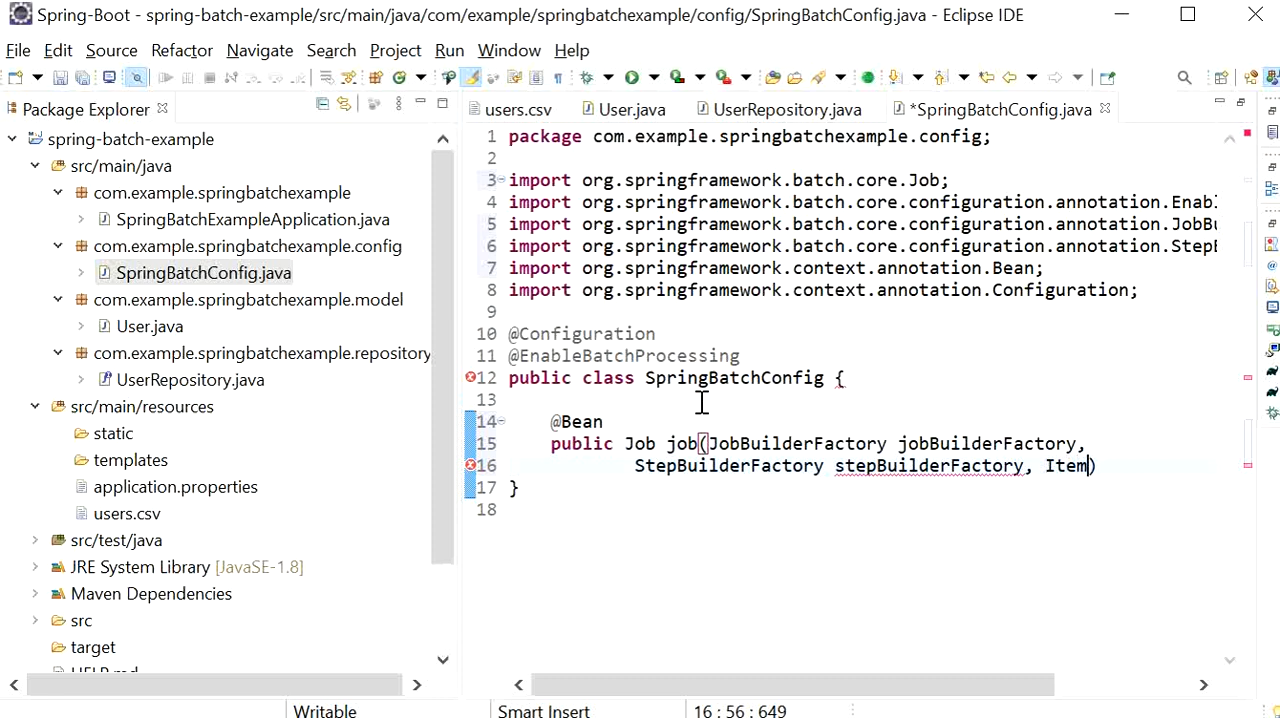 Spring-Boot - spring-batch-example/src/main/java/com/example/springbatchexample/config/SpringBatchConfig.java - Eclipse IDE
File Edit Source Refactor Navigate Search Project Run Window Help
Package Explorer
spring-batch-example
src/main/java
com.example.springbatchexample
SpringBatchExampleApplication.java
com.example.springbatchexample.config
SpringBatchConfig.java
com.example.springbatchexample.model
User.java
com.example.springbatchexample.repository
UserRepository.java
src/main/resources
static
templates
application.properties
users.csv
src/test/java
JRE System Library [JavaSE-1.8]
Maven Dependencies
src
target
HELP.md
users.csv User.java UserRepository.java *SpringBatchConfig.java
1 package com.example.springbatchexample.config;
2
3 import org.springframework.batch.core.Job;
4 import org.springframework.batch.core.configuration.annotation.Enabl
5 import org.springframework.batch.core.configuration.annotation.JobBu
6 import org.springframework.batch.core.configuration.annotation.StepB
7 import org.springframework.context.annotation.Bean;
8 import org.springframework.context.annotation.Configuration;
9
10 @Configuration
11 @EnableBatchProcessing
12 public class SpringBatchConfig {
13
14 @Bean
15 public Job job(JobBuilderFactory jobBuilderFactory,
16 StepBuilderFactory stepBuilderFactory, Item)
17 }
18
Writable Smart Insert 16 : 56 : 649